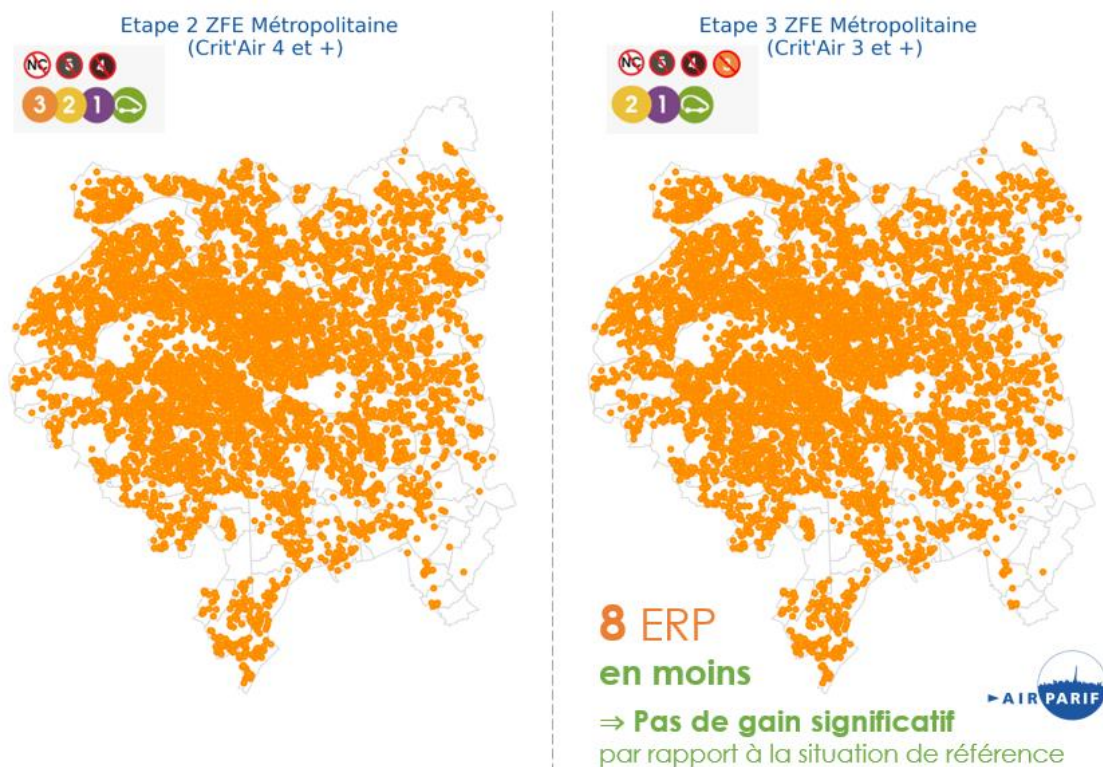 Etape 2 ZFE Métropolitaine
(Crit'Air 4 et +)
NC 5 4
3 2 1
Etape 3 ZFE Métropolitaine
(Crit'Air 3 et +)
NC 5 4
2 1
8 ERP
en moins
⇒ Pas de gain significatif
par rapport à la situation de référence
AIRPARIF